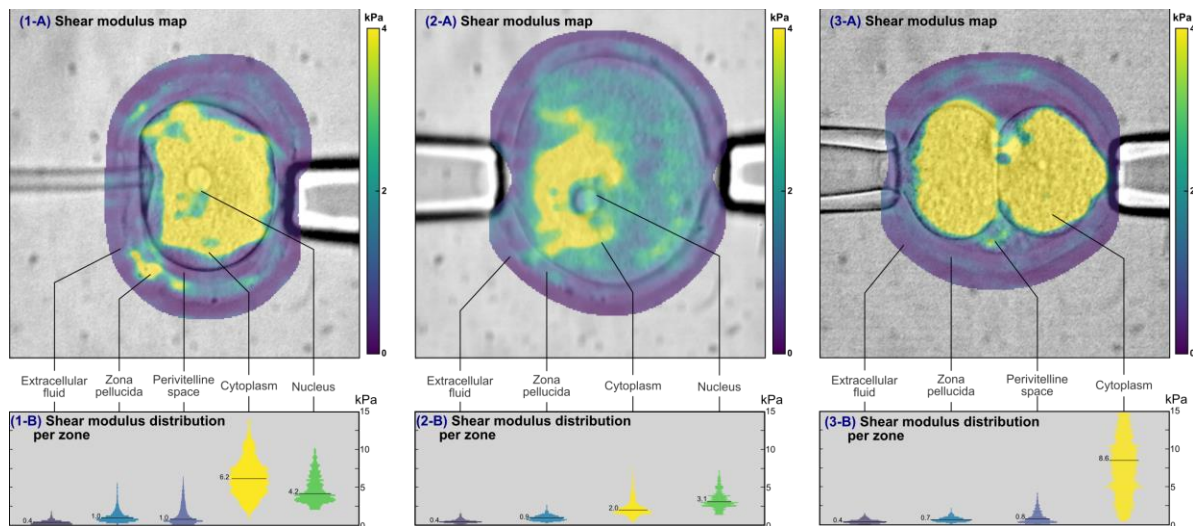 (1-A) Shear modulus map
kPa
4
2
0
Extracellular fluid
Zona pellucida
Perivitelline space
Cytoplasm
Nucleus
(1-B) Shear modulus distribution
per zone
kPa
15
10
5
0
0.4
1.0
1.0
6.2
4.2
(2-A) Shear modulus map
kPa
4
2
0
Extracellular fluid
Zona pellucida
Cytoplasm
Nucleus
(2-B) Shear modulus distribution
per zone
kPa
15
10
5
0
0.4
2.0
3.1
(3-A) Shear modulus map
kPa
4
2
0
Extracellular fluid
Zona pellucida
Perivitelline space
Cytoplasm
(3-B) Shear modulus distribution
per zone
kPa
15
10
5
0
0.4
0.7
8.6